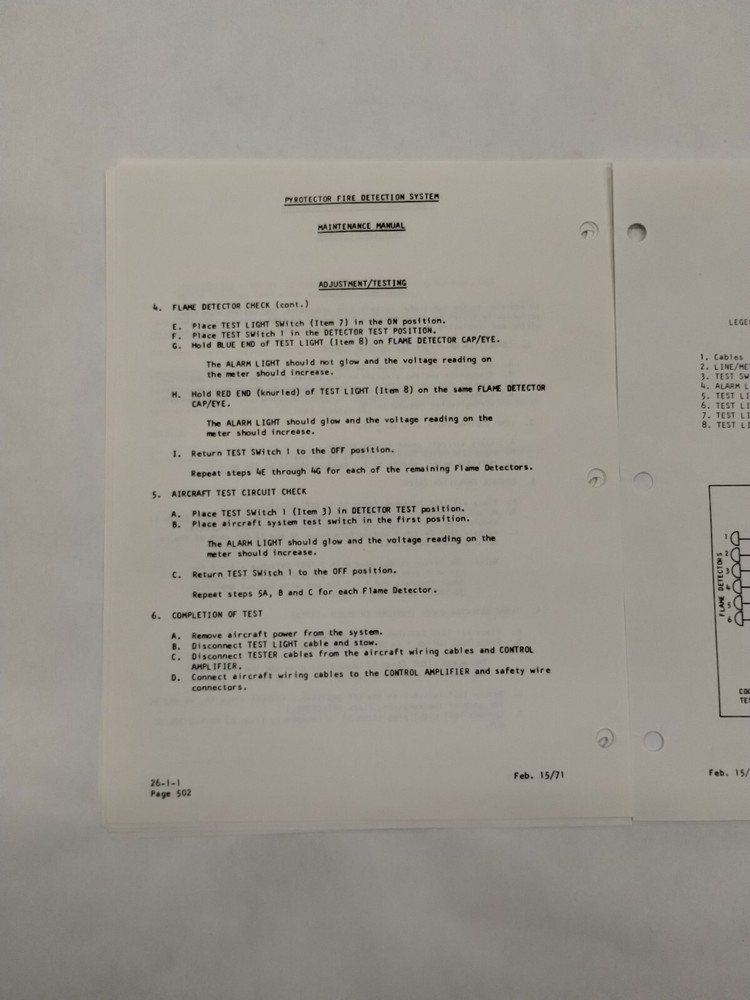 PYROTECTOR FIRE DETECTION SYSTEM
MAINTENANCE MANUAL
ADJUSTMENT/TESTING
4. FLAME DETECTOR CHECK (cont.)
E. Place TEST LIGHT SWitch (Item 7) in the ON position.
F. Place TEST SWitch 1 in the DETECTOR TEST POSITION.
G. Hold BLUE END of TEST LIGHT (Item 8) on FLAME DETECTOR CAP/EYE.
The ALARM LIGHT should not glow and the voltage reading on
the meter should increase.
H. Hold RED END (knurled) of TEST LIGHT (Item 8) on the same FLAME DETECTOR
CAP/EYE.
The ALARM LIGHT should glow and the voltage reading on the
meter should increase.
I. Return TEST SWitch 1 to the OFF position.
Repeat steps 4E through 4G for each of the remaining Flame Detectors.
5. AIRCRAFT TEST CIRCUIT CHECK
A. Place TEST SWitch 1 (Item 3) in DETECTOR TEST position.
B. Place aircraft system test switch in the first position.
The ALARM LIGHT should glow and the voltage reading on the
meter should increase.
C. Return TEST SWitch 1 to the OFF position.
Repeat steps 5A, B and C for each Flame Detector.
6. COMPLETION OF TEST
A. Remove aircraft power from the system.
B. Disconnect TEST LIGHT cable and stow.
C. Disconnect TESTER cables from the aircraft wiring cables and CONTROL
AMPLIFIER.
D. Connect aircraft wiring cables to the CONTROL AMPLIFIER and safety wire
connectors.
26-1-1
Page 502
Feb. 15/71
LEGE
1. Cables
2. LINE/ME
3. TEST SW
4. ALARM L
5. TEST LI
6. TEST LI
7. TEST LI
8. TEST LI
FLAME DETECTORS
1
2
3
4
5
6
CO
TE
Feb. 15/